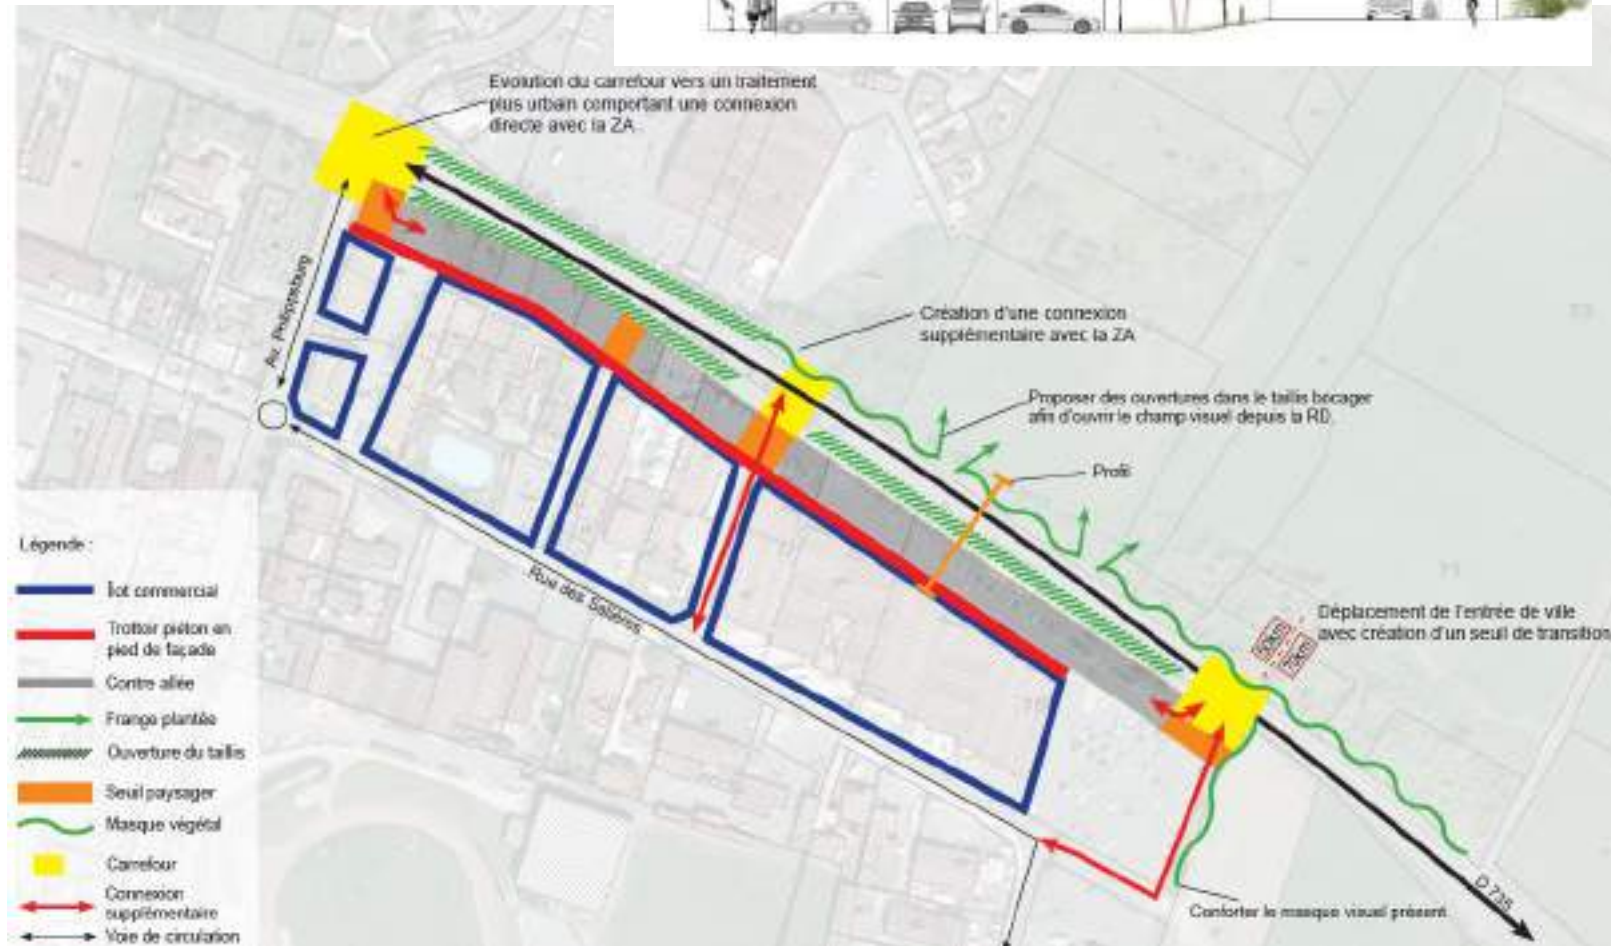 Evolution du carrefour vers un traitement
plus urbain comportant une connexion
directe avec la ZA
Av. Philippsburg
Création d'une connexion
supplémentaire avec la ZA
Proposer des ouvertures dans le taillis bocager
afin d'ouvrir le champ visuel depuis la RD.
Profil
Rue des Salières
Déplacement de l'entrée de ville
avec création d'un seuil de transition
50km
70km
D 735
Conforter le masque visuel présent
Légende :
Îlot commercial
Trottoir piéton en
pied de façade
Contre allée
Frange plantée
Ouverture du taillis
Seuil paysager
Masque végétal
Carrefour
Connexion
supplémentaire
Voie de circulation